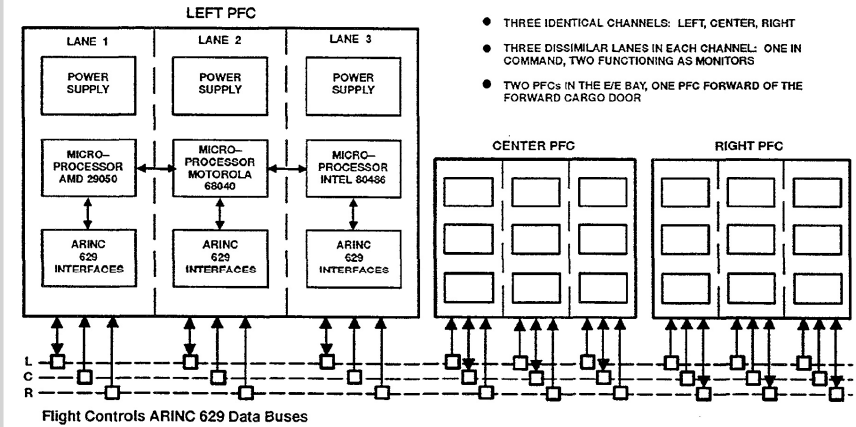 LEFT PFC
LANE 1
LANE 2
LANE 3
POWER
SUPPLY
POWER
SUPPLY
POWER
SUPPLY
MICRO–
PROCESSOR
AMD 29050
MICRO–
PROCESSOR
MOTOROLA
68040
MICRO–
PROCESSOR
INTEL 80486
ARINC
629
INTERFACES
ARINC
629
INTERFACES
ARINC
629
INTERFACES
● THREE IDENTICAL CHANNELS: LEFT, CENTER, RIGHT
● THREE DISSIMILAR LANES IN EACH CHANNEL: ONE IN
COMMAND, TWO FUNCTIONING AS MONITORS
● TWO PFCs IN THE E/E BAY, ONE PFC FORWARD OF THE
FORWARD CARGO DOOR
CENTER PFC
RIGHT PFC
L
C
R
Flight Controls ARINC 629 Data Buses